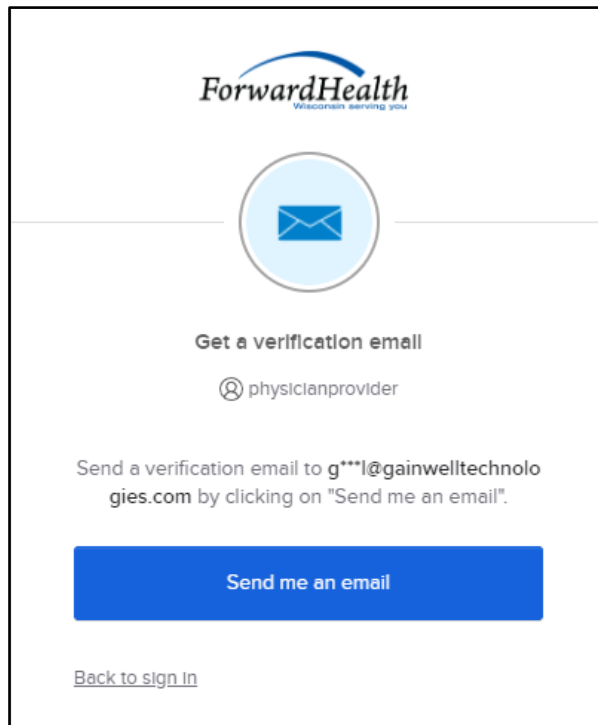 ForwardHealth
Wisconsin serving you
Get a verification email
physicianprovider
Send a verification email to g***l@gainwelltechnolo
gies.com by clicking on "Send me an email".
Send me an email
Back to sign in